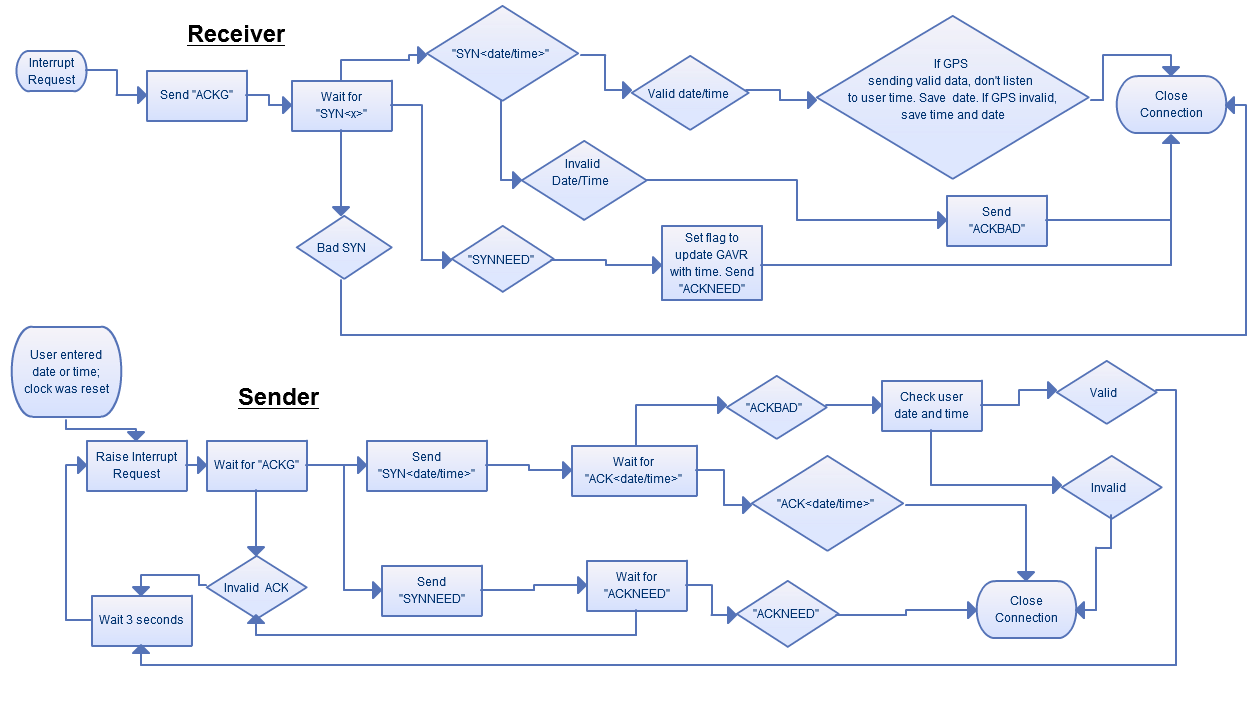 Receiver
Interrupt
Request
Send "ACKG"
Wait for
"SYN<x>"
"SYN<date/time>"
Valid date/time
If GPS
sending valid data, don't listen
to user time. Save date. If GPS invalid,
save time and date
Close
Connection
Invalid
Date/Time
Send
"ACKBAD"
Bad SYN
"SYNNEED"
Set flag to
update GAVR
with time. Send
"ACKNEED"
Sender
User entered
date or time;
clock was reset
Raise Interrupt
Request
Wait for "ACKG"
Send
"SYN<date/time>"
Wait for
"ACK<date/time>"
"ACKBAD"
Check user
date and time
Valid
"ACK<date/time>"
Invalid
Invalid ACK
Wait 3 seconds
Send
"SYNNEED"
Wait for
"ACKNEED"
"ACKNEED"
Close
Connection